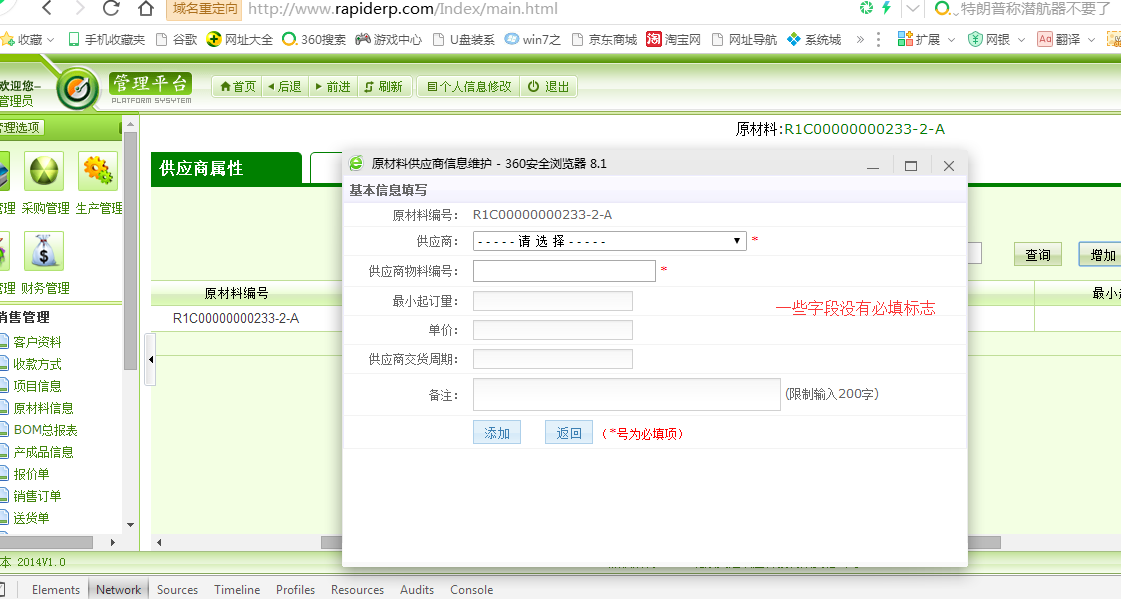 域名重定向 http://www.rapiderp.com/Index/main.html 特朗普称潜航器不要了
收藏 手机收藏夹 谷歌 网址大全 360搜索 游戏中心 U盘装系 win7之 京东商城 淘宝网 网址导航 系统城 » 扩展 网银 翻译
欢迎您–
管理员
管理平台
PLATFORM SYSYTEM
首页 后退 前进 刷新 个人信息修改 退出
管理选项
原材料:R1C00000000233-2-A
供应商属性
原材料供应商信息维护 - 360安全浏览器 8.1
基本信息填写
原材料编号: R1C00000000233-2-A
供应商: - - - - - 请 选 择 - - - - - *
供应商物料编号: *
最小起订量:
一些字段没有必填标志
单价:
供应商交货周期:
备注: (限制输入200字)
添加 返回 (*号为必填项)
查询 增加
原材料编号
最小起
R1C00000000233-2-A
管理 采购管理 生产管理
管理 财务管理
销售管理
客户资料
收款方式
项目信息
原材料信息
BOM总报表
产成品信息
报价单
销售订单
送货单
本 2014V1.0
Elements Network Sources Timeline Profiles Resources Audits Console